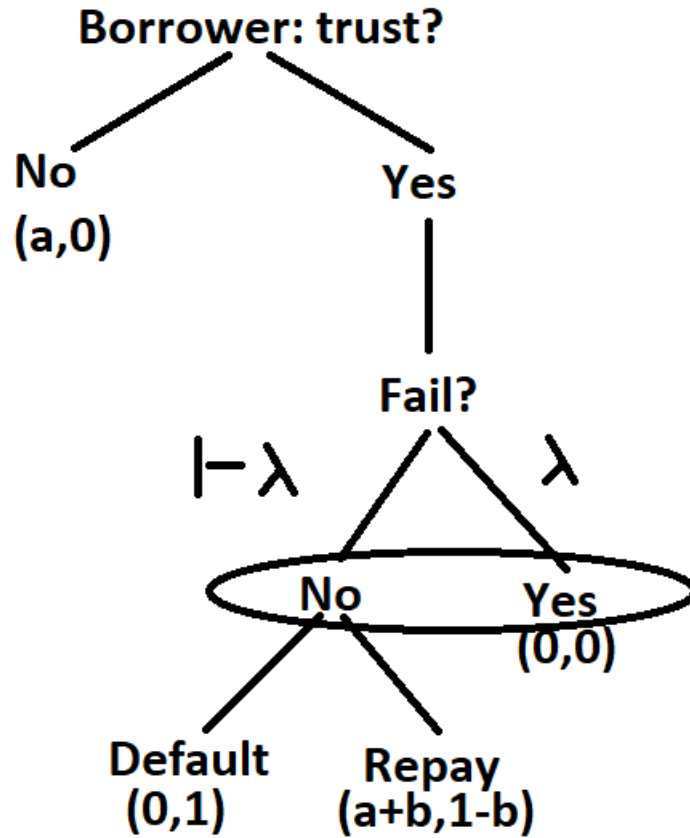 Borrower: trust?
No
Yes
(a,0)
Fail?
1-λ
λ
No
Yes
(0,0)
Default
Repay
(0,1)
(a+b,1-b)